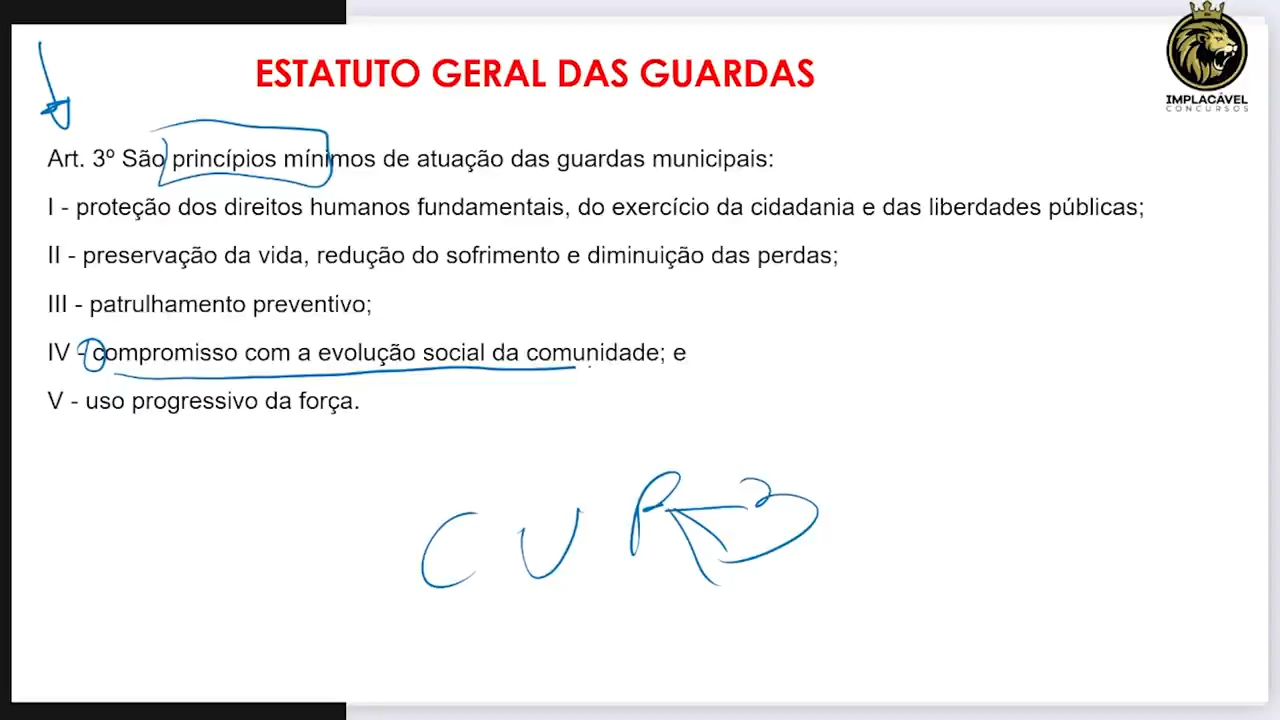 ESTATUTO GERAL DAS GUARDAS
IMPLACÁVEL
CONCURSOS
Art. 3º São princípios mínimos de atuação das guardas municipais:
I - proteção dos direitos humanos fundamentais, do exercício da cidadania e das liberdades públicas;
II - preservação da vida, redução do sofrimento e diminuição das perdas;
III - patrulhamento preventivo;
IV - compromisso com a evolução social da comunidade; e
V - uso progressivo da força.
C U P 3